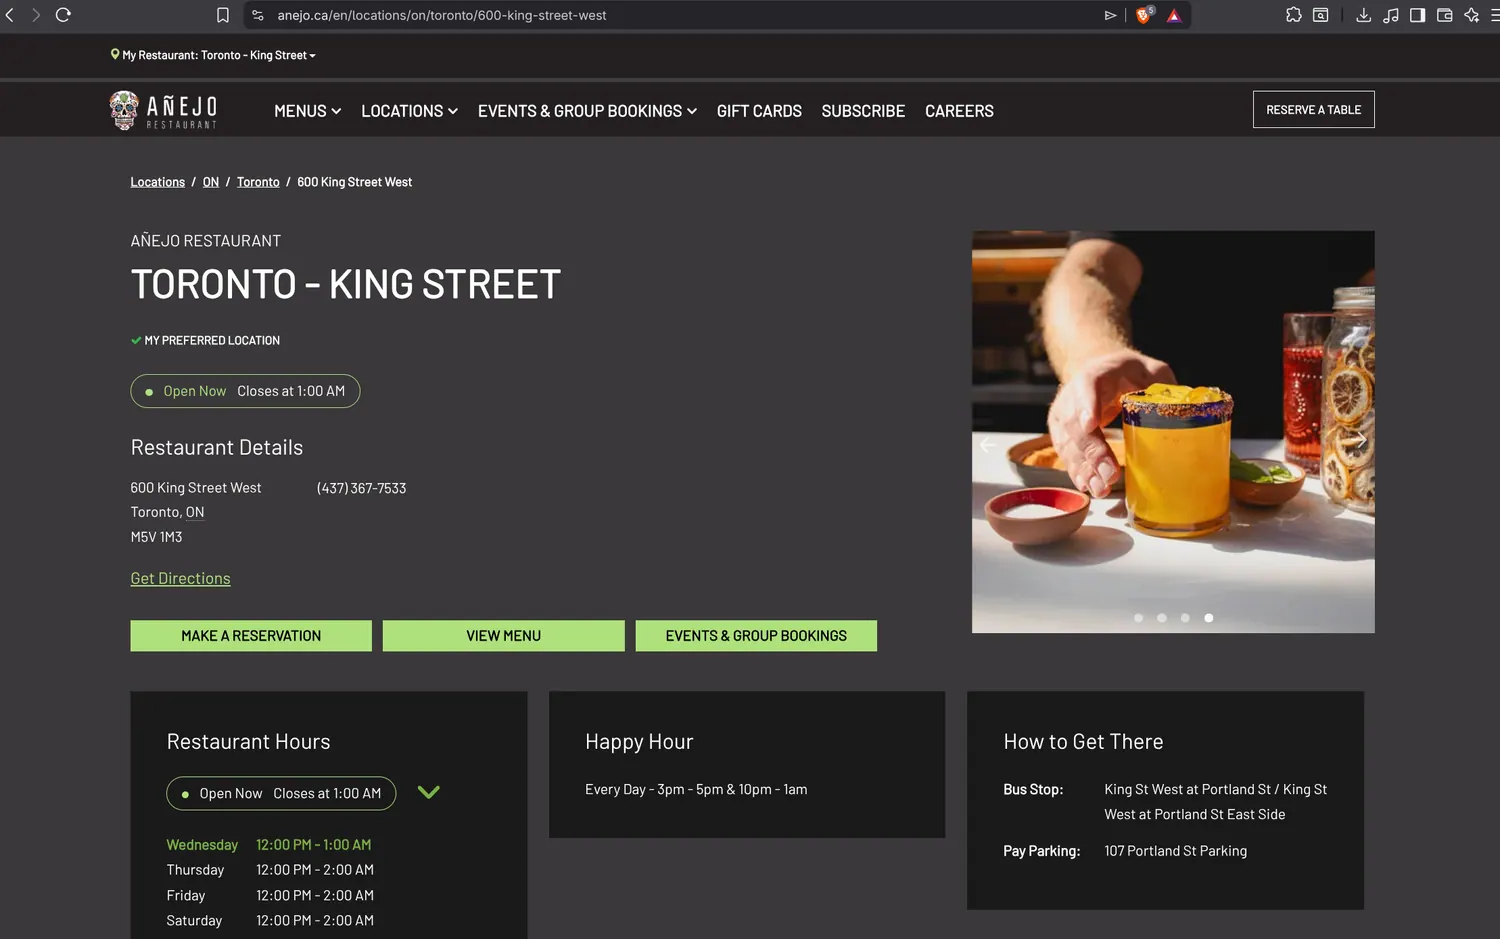 anejo.ca/en/locations/on/toronto/600-king-street-west
5
My Restaurant: Toronto - King Street
AÑEJO
RESTAURANT
MENUS
LOCATIONS
EVENTS & GROUP BOOKINGS
GIFT CARDS
SUBSCRIBE
CAREERS
RESERVE A TABLE
Locations / ON / Toronto / 600 King Street West
AÑEJO RESTAURANT
TORONTO - KING STREET
MY PREFERRED LOCATION
Open Now Closes at 1:00 AM
Restaurant Details
600 King Street West
Toronto, ON
M5V 1M3
(437) 367-7533
Get Directions
MAKE A RESERVATION
VIEW MENU
EVENTS & GROUP BOOKINGS
Restaurant Hours
Open Now Closes at 1:00 AM
Wednesday 12:00 PM - 1:00 AM
Thursday 12:00 PM - 2:00 AM
Friday 12:00 PM - 2:00 AM
Saturday 12:00 PM - 2:00 AM
Happy Hour
Every Day - 3pm - 5pm & 10pm - 1am
How to Get There
Bus Stop: King St West at Portland St / King St
West at Portland St East Side
Pay Parking: 107 Portland St Parking